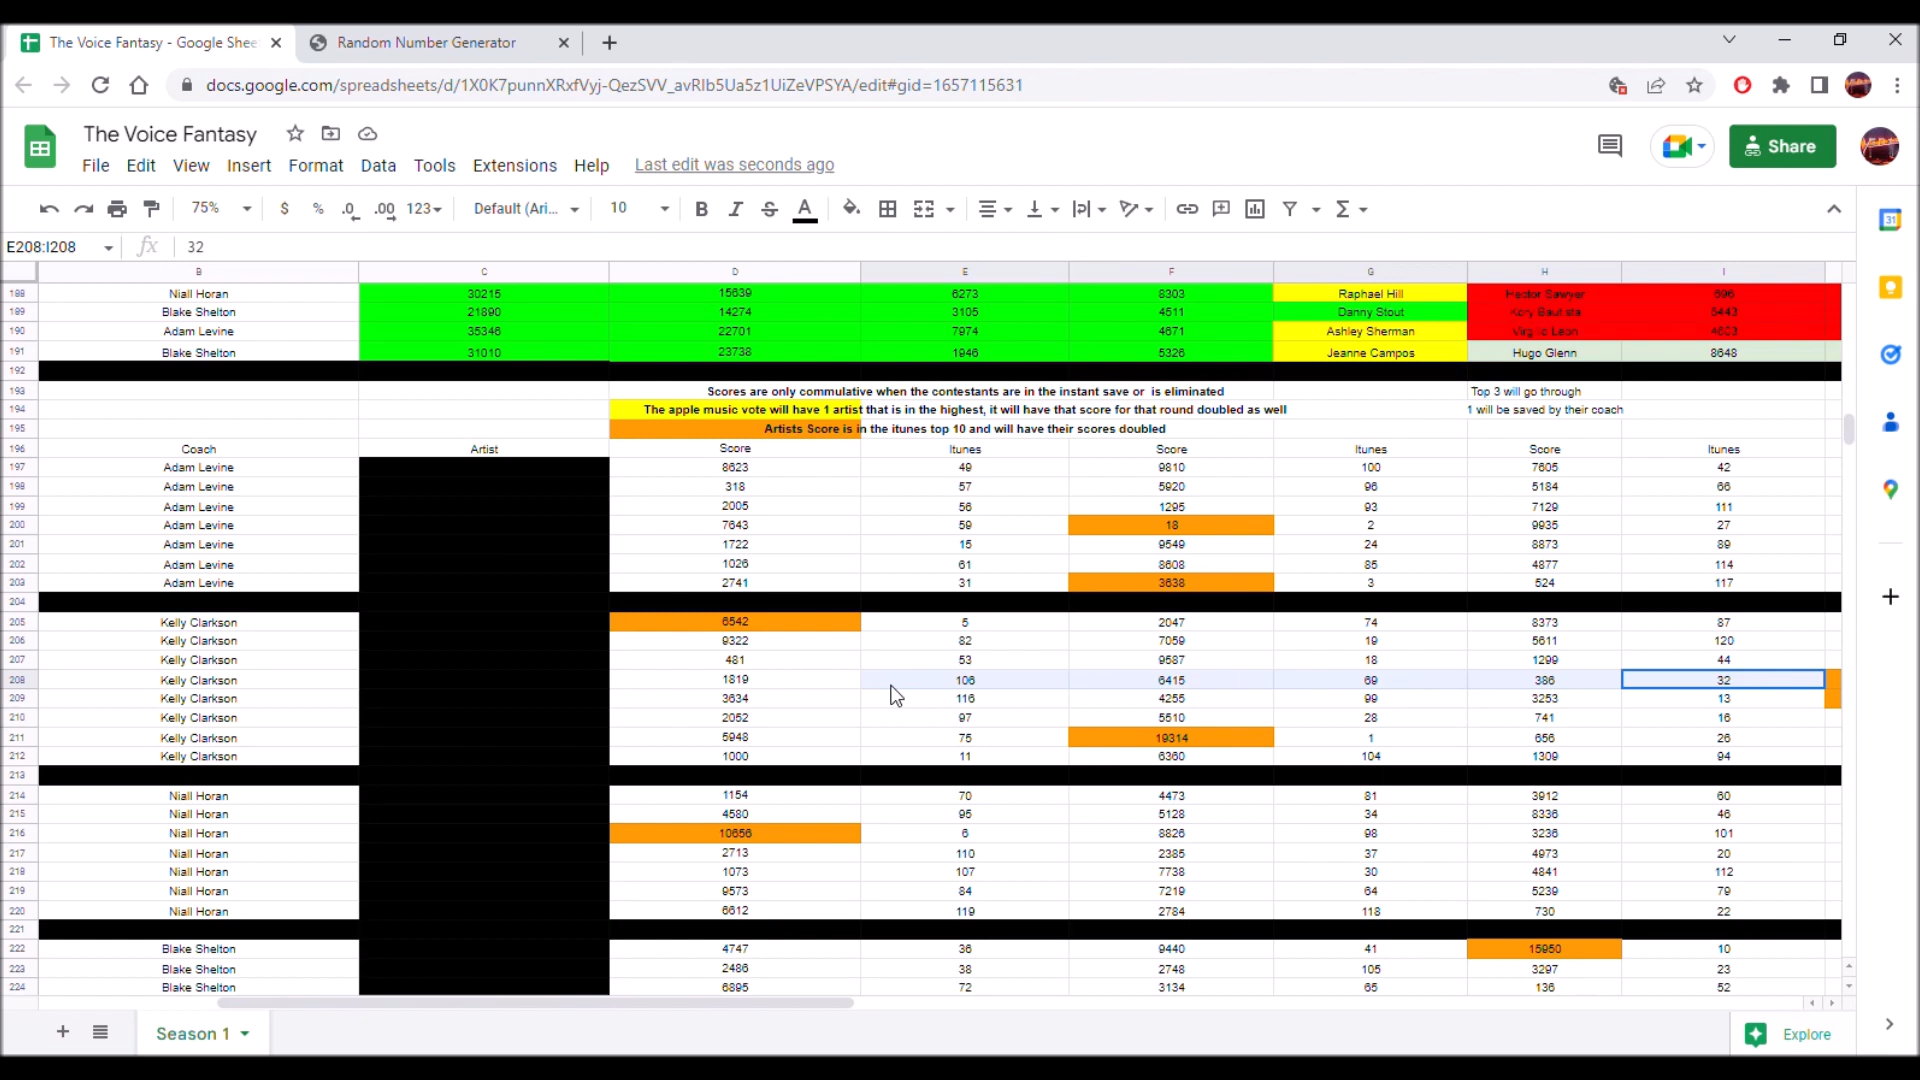 The Voice Fantasy - Google Shee
Random Number Generator
docs.google.com/spreadsheets/d/1X0K7punnXRxfVyj-QezSVV_avRIb5Ua5z1UiZeVPSYA/edit#gid=1657115631
The Voice Fantasy
File Edit View Insert Format Data Tools Extensions Help Last edit was seconds ago
Share
75% $ % .0 .00 123 Default (Ari... 10 B I S A
E208:I208 fx 32
B C D E F G H I
188 Niall Horan 30215 15639 6273 8303 Raphael Hill Hector Sawyer 696
189 Blake Shelton 21890 14274 3105 4511 Danny Stout Kory Bautista 5443
190 Adam Levine 35346 22701 7974 4671 Ashley Sherman Virgilio Leon 4603
191 Blake Shelton 31010 23738 1946 5326 Jeanne Campos Hugo Glenn 8648
192
193 Scores are only commulative when the contestants are in the instant save or is eliminated Top 3 will go through
194 The apple music vote will have 1 artist that is in the highest, it will have that score for that round doubled as well 1 will be saved by their coach
195 Artists Score is in the itunes top 10 and will have their scores doubled
196 Coach Artist Score Itunes Score Itunes Score Itunes
197 Adam Levine 8623 49 9810 100 7605 42
198 Adam Levine 318 57 5920 96 5184 66
199 Adam Levine 2005 56 1295 93 7129 111
200 Adam Levine 7643 59 18 2 9935 27
201 Adam Levine 1722 15 9549 24 8873 89
202 Adam Levine 1026 61 8608 85 4877 114
203 Adam Levine 2741 31 3638 3 524 117
204
205 Kelly Clarkson 6542 5 2047 74 8373 87
206 Kelly Clarkson 9322 82 7059 19 5611 120
207 Kelly Clarkson 481 53 9587 18 1299 44
208 Kelly Clarkson 1819 106 6415 69 386 32
209 Kelly Clarkson 3634 116 4255 99 3253 13
210 Kelly Clarkson 2052 97 5510 28 741 16
211 Kelly Clarkson 5948 75 19314 1 656 26
212 Kelly Clarkson 1000 11 6360 104 1309 94
213
214 Niall Horan 1154 70 4473 81 3912 60
215 Niall Horan 4580 95 5128 34 8336 46
216 Niall Horan 10656 6 8826 98 3236 101
217 Niall Horan 2713 110 2385 37 4973 20
218 Niall Horan 1073 107 7738 30 4841 112
219 Niall Horan 9573 84 7219 64 5239 79
220 Niall Horan 6612 119 2784 118 730 22
221
222 Blake Shelton 4747 36 9440 41 15950 10
223 Blake Shelton 2486 38 2748 105 3297 23
224 Blake Shelton 6895 72 3134 65 136 52
Season 1
Explore